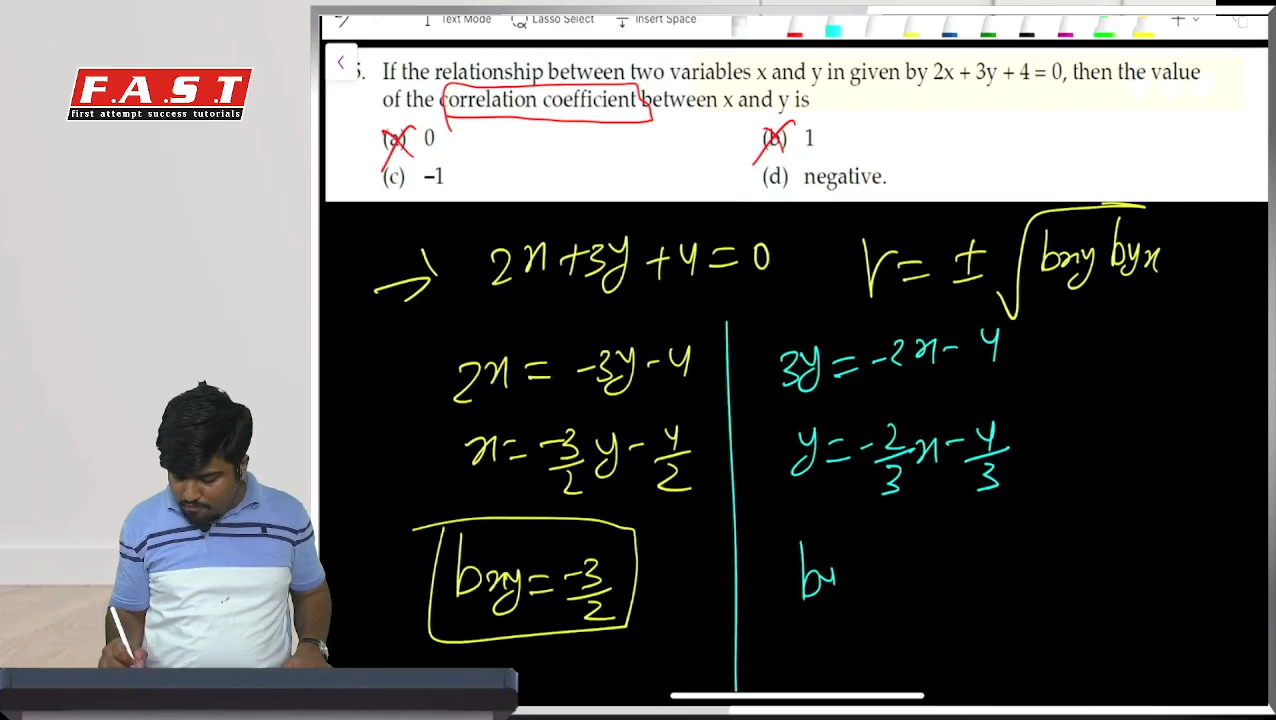 Text Mode Lasso Select Insert Space
F.A.S.T
first attempt success tutorials
5. If the relationship between two variables x and y in given by 2x + 3y + 4 = 0, then the value
of the correlation coefficient between x and y is
(a) 0 (b) 1
(c) –1 (d) negative.
2x + 3y + 4 = 0 r = ± √bxy byx
2x = -3y - 4
x = -3/2 y - 4/2
bxy = -3/2
3y = -2x - 4
y = -2/3 x - 4/3
by